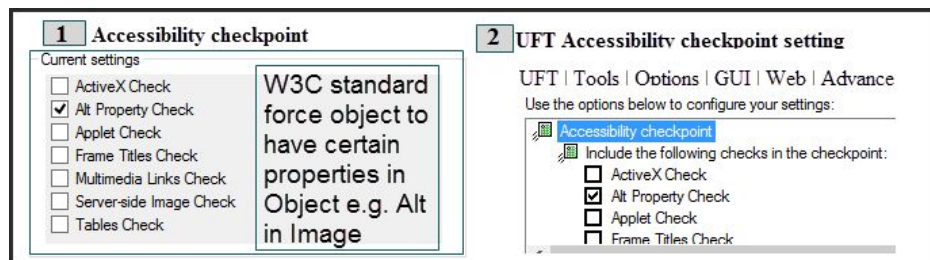 1 Accessibility checkpoint
Current settings
ActiveX Check
Alt Property Check
Applet Check
Frame Titles Check
Multimedia Links Check
Server-side Image Check
Tables Check
W3C standard
force object to
have certain
properties in
Object e.g. Alt
in Image
2 UFT Accessibility checkpoint setting
UFT | Tools | Options | GUI | Web | Advance
Use the options below to configure your settings:
Accessibility checkpoint
Include the following checks in the checkpoint:
ActiveX Check
Alt Property Check
Applet Check
Frame Titles Check